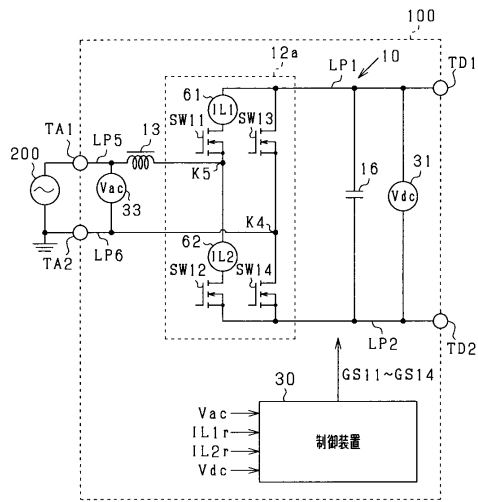 100
12a
10
LP1
TD1
61
IL1
SW11
SW13
TA1
LP5
13
K5
200
Vac
33
16
31
Vdc
K4
62
IL2
TA2
LP6
SW12
SW14
LP2
TD2
GS11~GS14
30
Vac
IL1r
IL2r
Vdc
制御装置